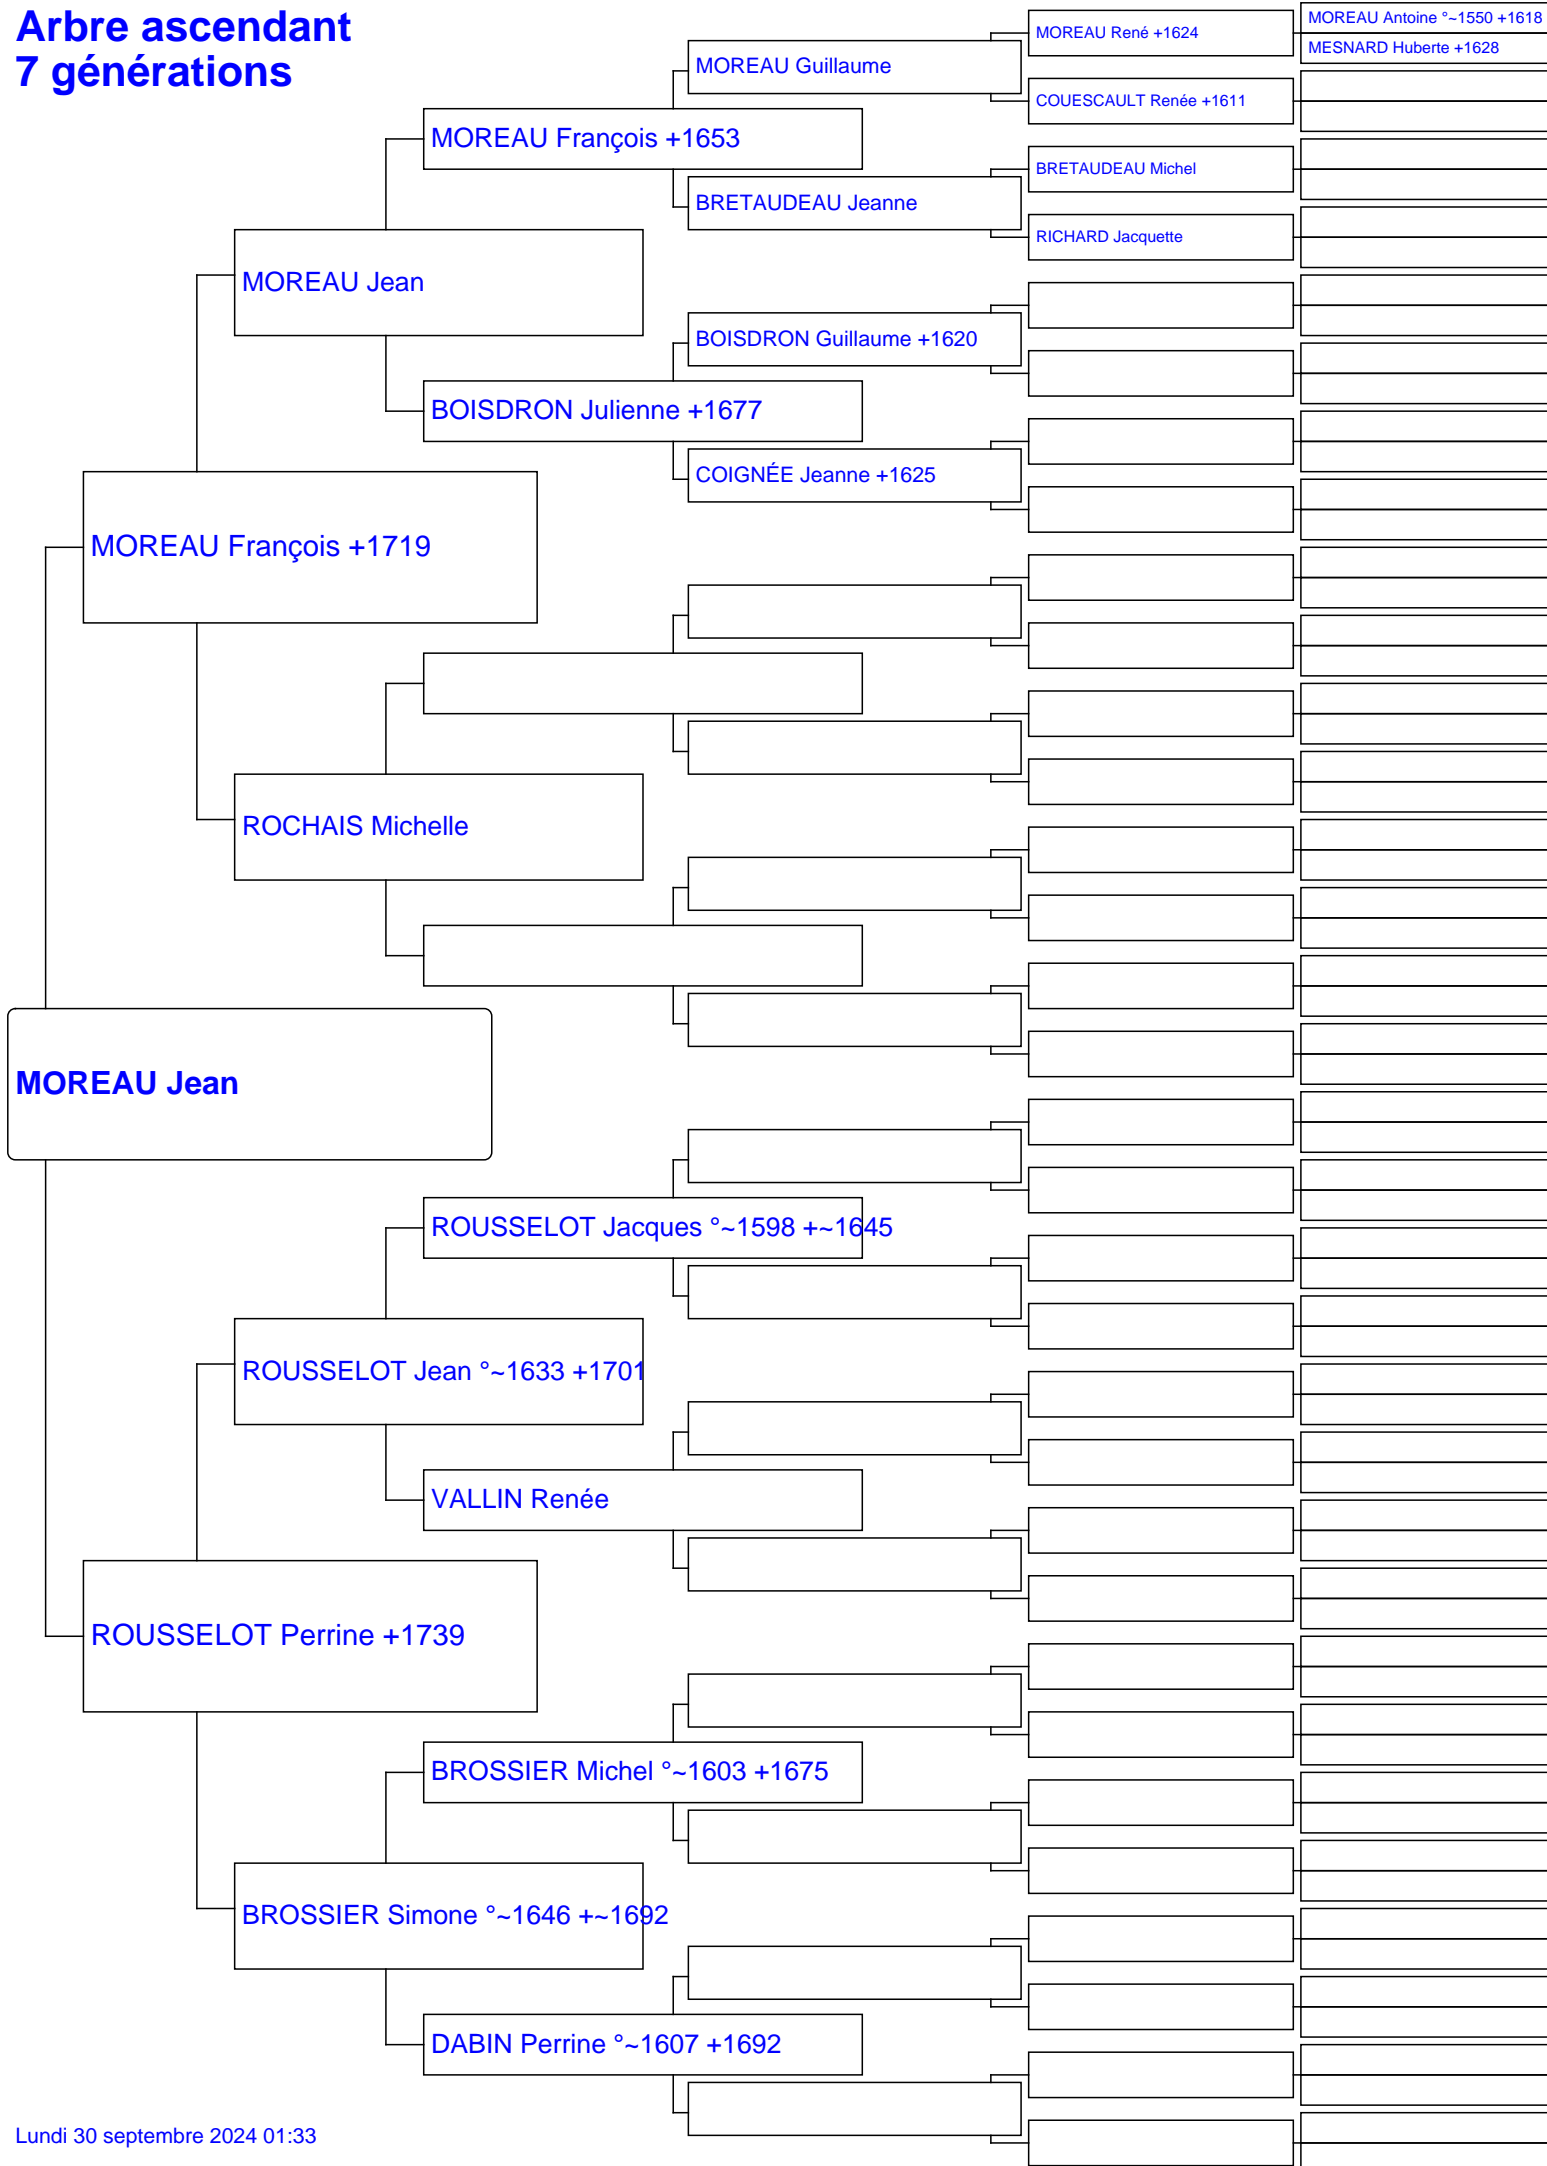 Arbre ascendant
7 générations
MOREAU Antoine °~1550 +1618
MOREAU René +1624
MESNARD Huberte +1628
MOREAU Guillaume
COUESCAULT Renée +1611
MOREAU François +1653
BRETAUDEAU Michel
BRETAUDEAU Jeanne
RICHARD Jacquette
MOREAU Jean
BOISDRON Guillaume +1620
BOISDRON Julienne +1677
COIGNÉE Jeanne +1625
MOREAU François +1719
ROCHAIS Michelle
MOREAU Jean
ROUSSELOT Jacques °~1598 +~1645
ROUSSELOT Jean °~1633 +1701
VALLIN Renée
ROUSSELOT Perrine +1739
BROSSIER Michel °~1603 +1675
BROSSIER Simone °~1646 +~1692
DABIN Perrine °~1607 +1692
Lundi 30 septembre 2024 01:33